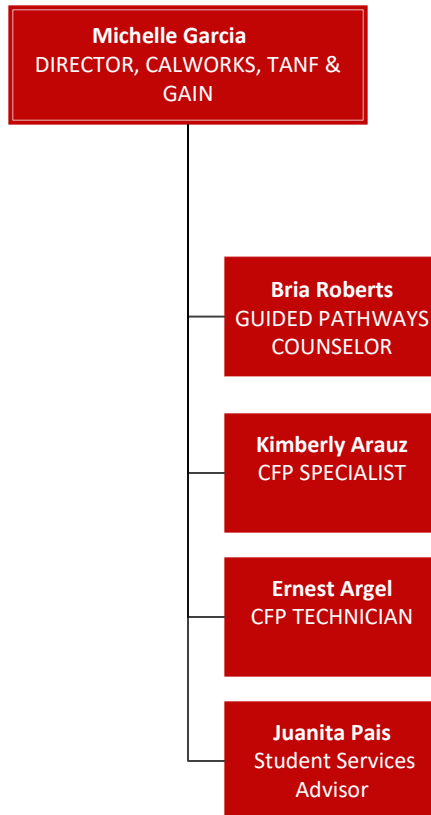 Michelle Garcia
DIRECTOR, CALWORKS, TANF &
GAIN
Bria Roberts
GUIDED PATHWAYS
COUNSELOR
Kimberly Arauz
CFP SPECIALIST
Ernest Argel
CFP TECHNICIAN
Juanita Pais
Student Services
Advisor